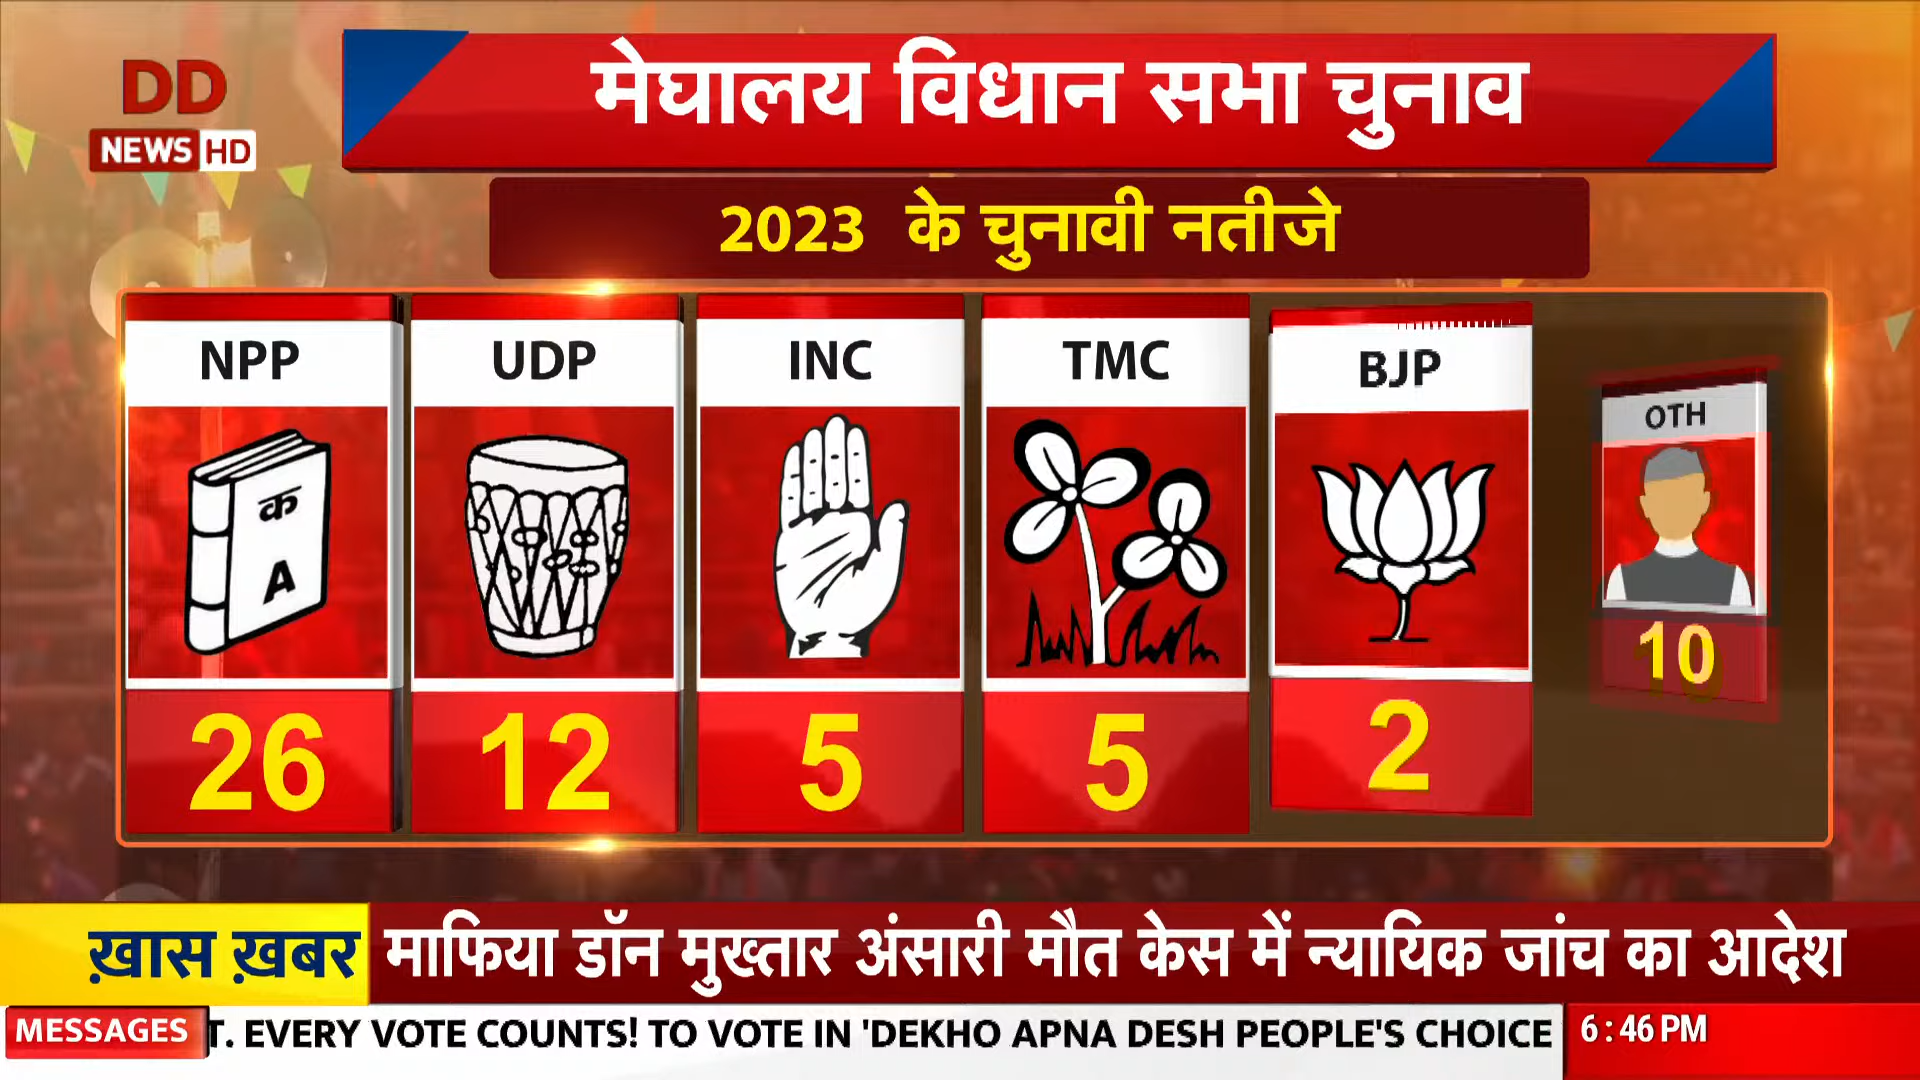 DD
NEWS HD
मेघालय विधान सभा चुनाव
2023 के चुनावी नतीजे
NPP UDP INC TMC BJP OTH
क
A
26 12 5 5 2 10
ख़ास ख़बर माफिया डॉन मुख्तार अंसारी मौत केस में न्यायिक जांच का आदेश
MESSAGES T. EVERY VOTE COUNTS! TO VOTE IN 'DEKHO APNA DESH PEOPLE'S CHOICE 6:46 PM